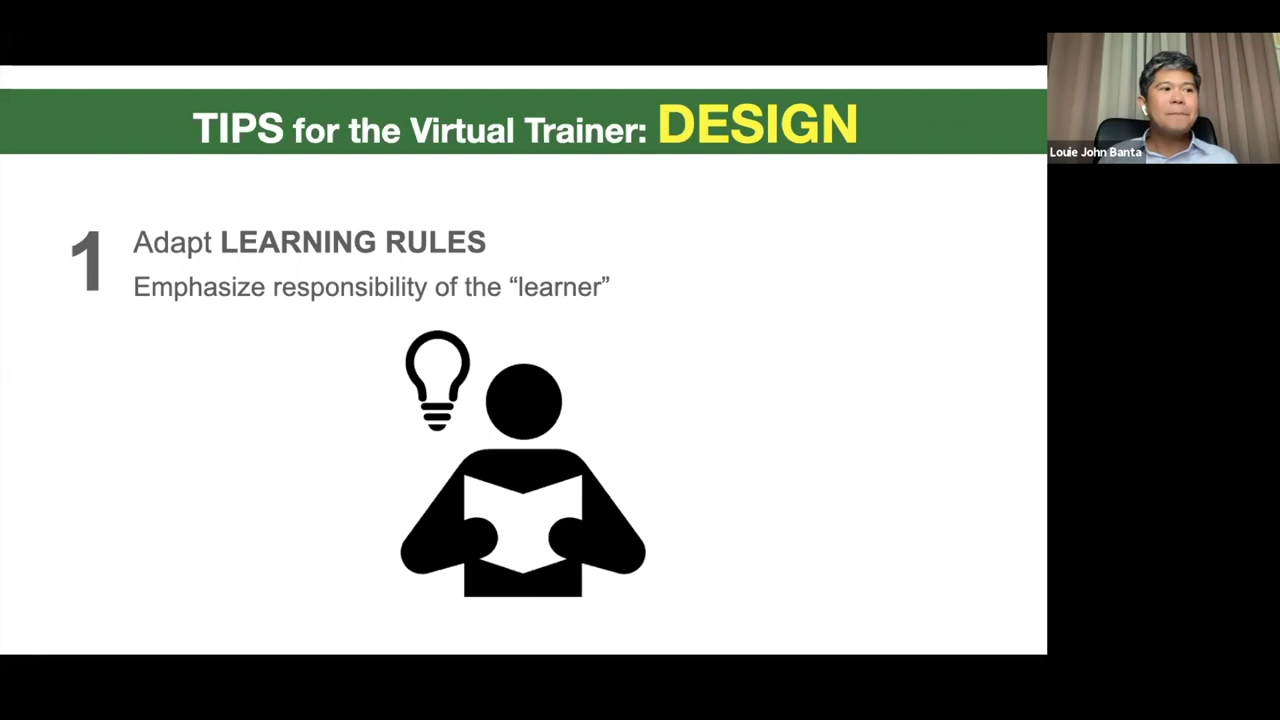 TIPS for the Virtual Trainer: DESIGN
Louie John Banta
1
Adapt LEARNING RULES
Emphasize responsibility of the “learner”